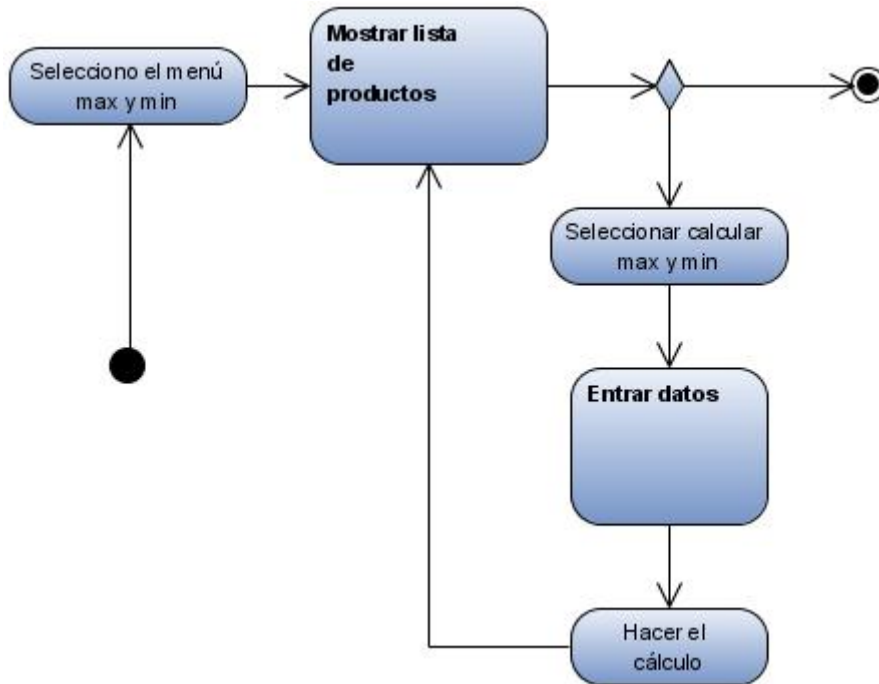 Selecciono el menú
max y min
Mostrar lista
de
productos
Seleccionar calcular
max y min
Entrar datos
Hacer el
cálculo